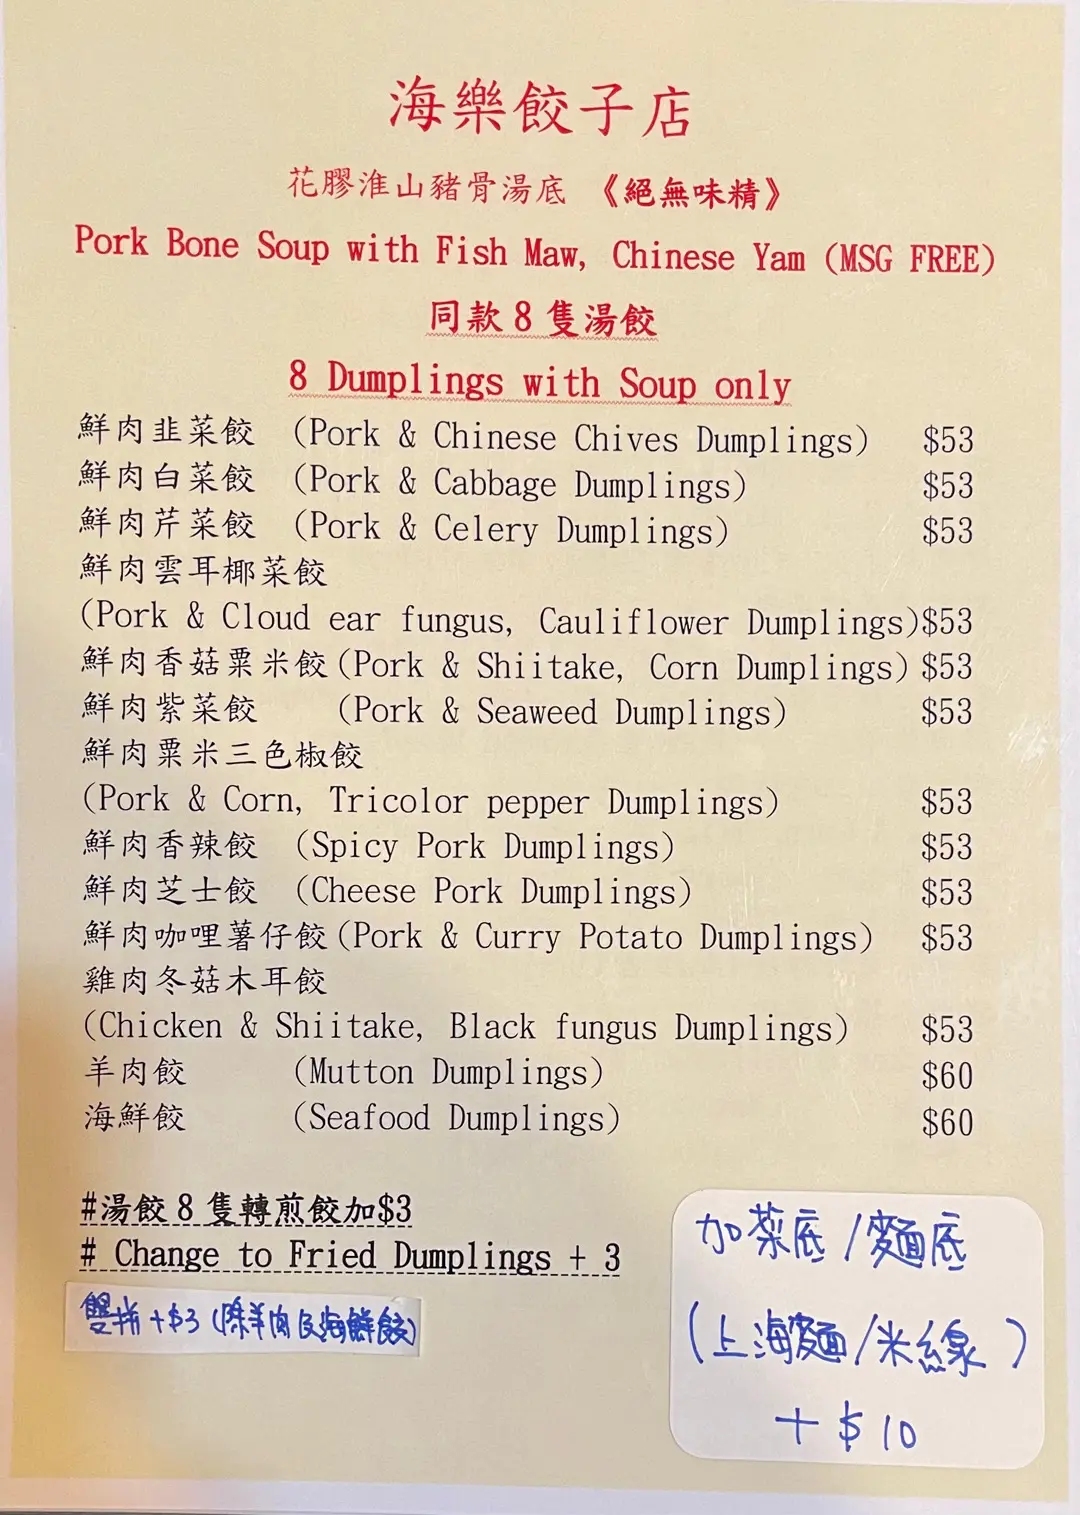 海樂餃子店
花膠淮山豬骨湯底 《絕無味精》
Pork Bone Soup with Fish Maw, Chinese Yam (MSG FREE)
同款 8 隻湯餃
8 Dumplings with Soup only
鮮肉韭菜餃 (Pork & Chinese Chives Dumplings) $53
鮮肉白菜餃 (Pork & Cabbage Dumplings) $53
鮮肉芹菜餃 (Pork & Celery Dumplings) $53
鮮肉雲耳椰菜餃
(Pork & Cloud ear fungus, Cauliflower Dumplings)$53
鮮肉香菇粟米餃(Pork & Shiitake, Corn Dumplings) $53
鮮肉紫菜餃 (Pork & Seaweed Dumplings) $53
鮮肉粟米三色椒餃
(Pork & Corn, Tricolor pepper Dumplings) $53
鮮肉香辣餃 (Spicy Pork Dumplings) $53
鮮肉芝士餃 (Cheese Pork Dumplings) $53
鮮肉咖哩薯仔餃(Pork & Curry Potato Dumplings) $53
雞肉冬菇木耳餃
(Chicken & Shiitake, Black fungus Dumplings) $53
羊肉餃 (Mutton Dumplings) $60
海鮮餃 (Seafood Dumplings) $60
#湯餃 8 隻轉煎餃加$3
# Change to Fried Dumplings + 3
雙拼 +$3 (除羊肉及海鮮餃)
加菜底 / 麵底
(上海麵/米線)
+ $10